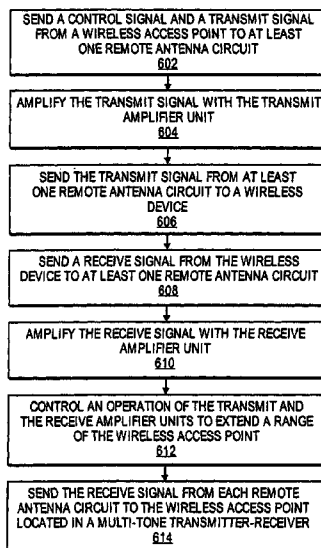 SEND A CONTROL SIGNAL AND A TRANSMIT SIGNAL
FROM A WIRELESS ACCESS POINT TO AT LEAST
ONE REMOTE ANTENNA CIRCUIT
602
AMPLIFY THE TRANSMIT SIGNAL WITH THE TRANSMIT
AMPLIFIER UNIT
604
SEND THE TRANSMIT SIGNAL FROM AT LEAST
ONE REMOTE ANTENNA CIRCUIT TO A WIRELESS
DEVICE
606
SEND A RECEIVE SIGNAL FROM THE WIRELESS
DEVICE TO AT LEAST ONE REMOTE ANTENNA CIRCUIT
608
AMPLIFY THE RECEIVE SIGNAL WITH THE RECEIVE
AMPLIFIER UNIT
610
CONTROL AN OPERATION OF THE TRANSMIT AND
THE RECEIVE AMPLIFIER UNITS TO EXTEND A
RANGE OF THE WIRELESS ACCESS POINT
612
SEND THE RECEIVE SIGNAL FROM EACH REMOTE
ANTENNA CIRCUIT TO THE WIRELESS ACCESS POINT
LOCATED IN A MULTI-TONE TRANSMITTER-RECEIVER
614